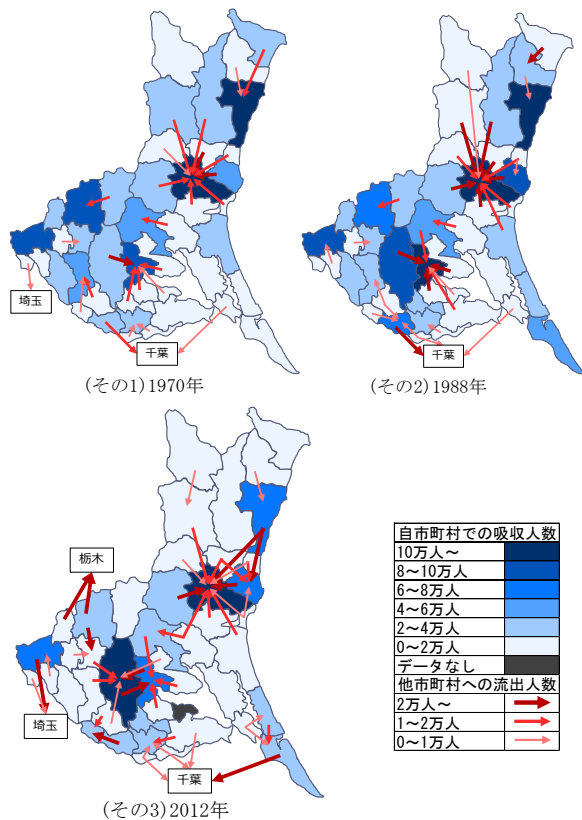 埼玉
千葉
(その1)1970年
千葉
(その2)1988年
栃木
埼玉
千葉
(その3)2012年
自市町村での吸収人数
10万人～
8～10万人
6～8万人
4～6万人
2～4万人
0～2万人
データなし
他市町村への流出人数
2万人～
1～2万人
0～1万人